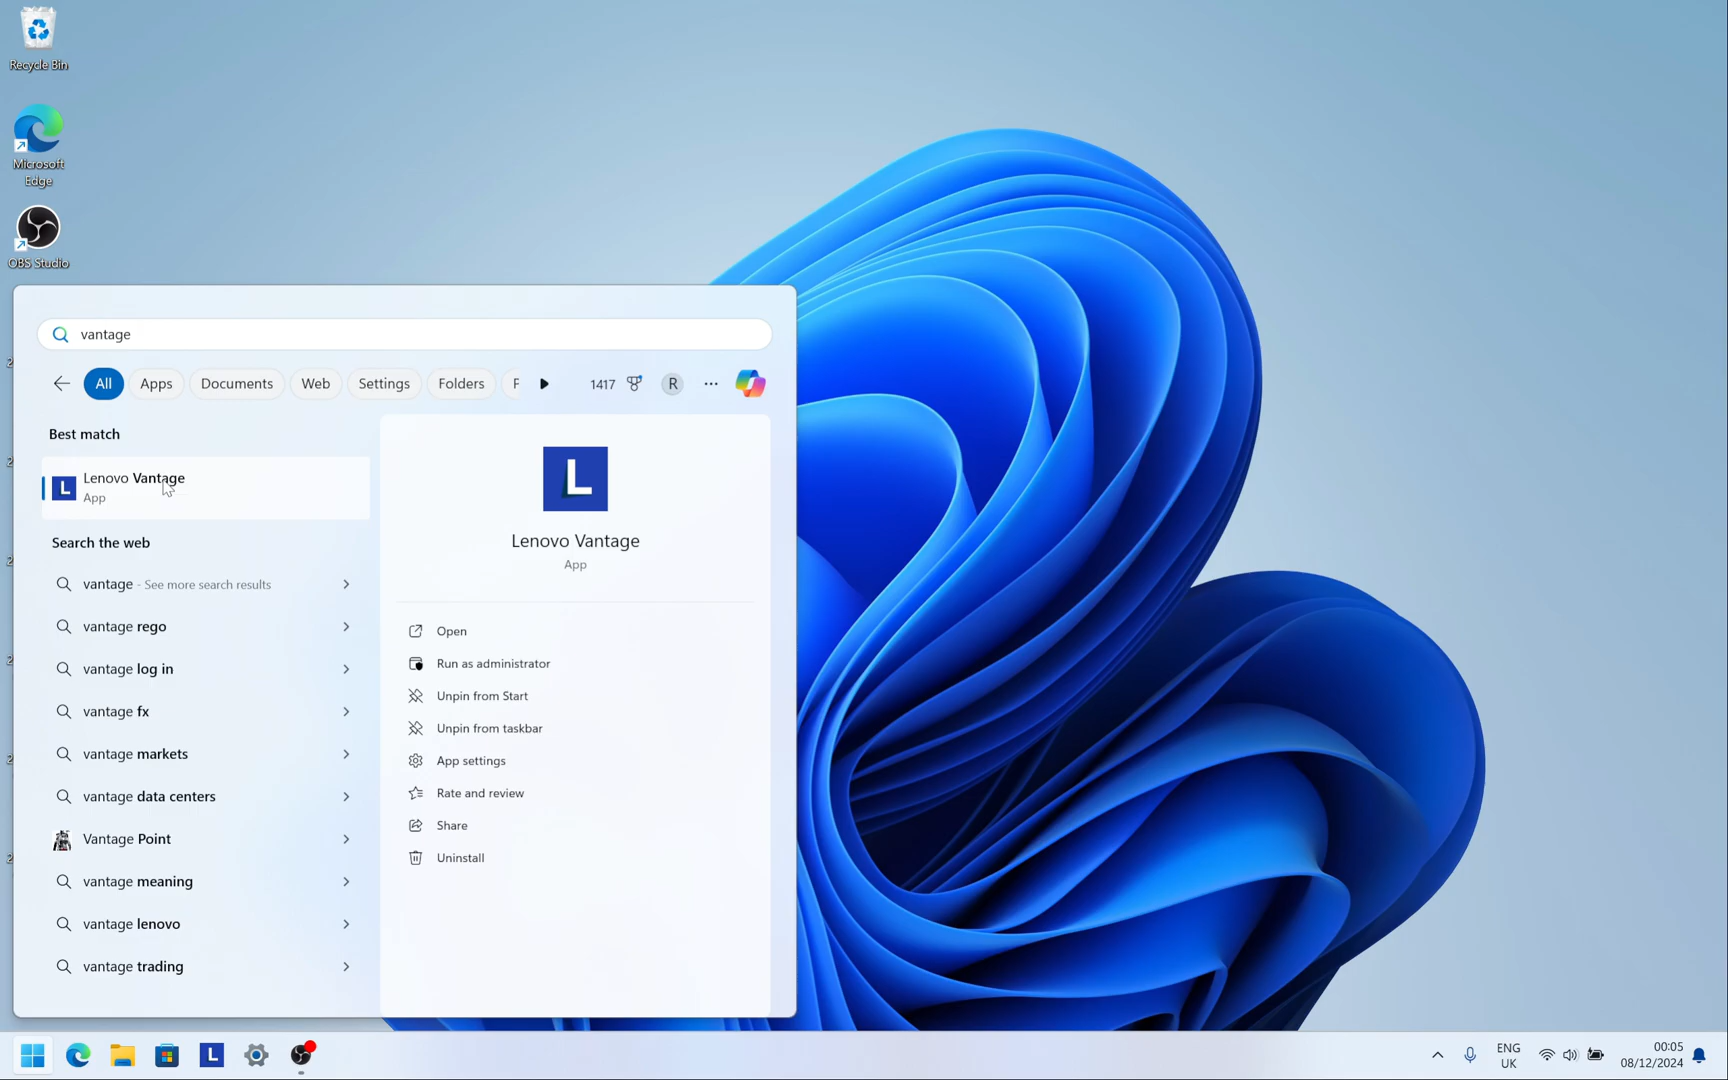 Recycle Bin
Microsoft
Edge
OBS Studio
vantage
All
Apps
Documents
Web
Settings
Folders
1417
R
Best match
Lenovo Vantage
App
Search the web
vantage - See more search results
vantage rego
vantage log in
vantage fx
vantage markets
vantage data centers
Vantage Point
vantage meaning
vantage lenovo
vantage trading
L
Lenovo Vantage
App
Open
Run as administrator
Unpin from Start
Unpin from taskbar
App settings
Rate and review
Share
Uninstall
L
L
ENG
UK
00:05
08/12/2024